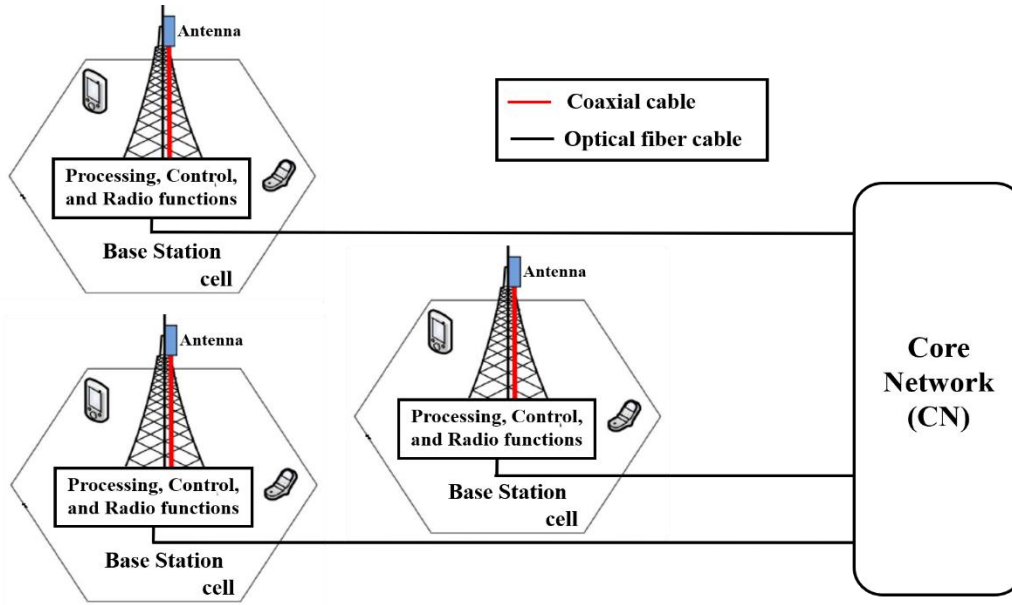 Antenna
Processing, Control,
and Radio functions
Base Station
cell
Coaxial cable
Optical fiber cable
Antenna
Processing, Control,
and Radio functions
Base Station
cell
Antenna
Processing, Control,
and Radio functions
Base Station
cell
Core
Network
(CN)